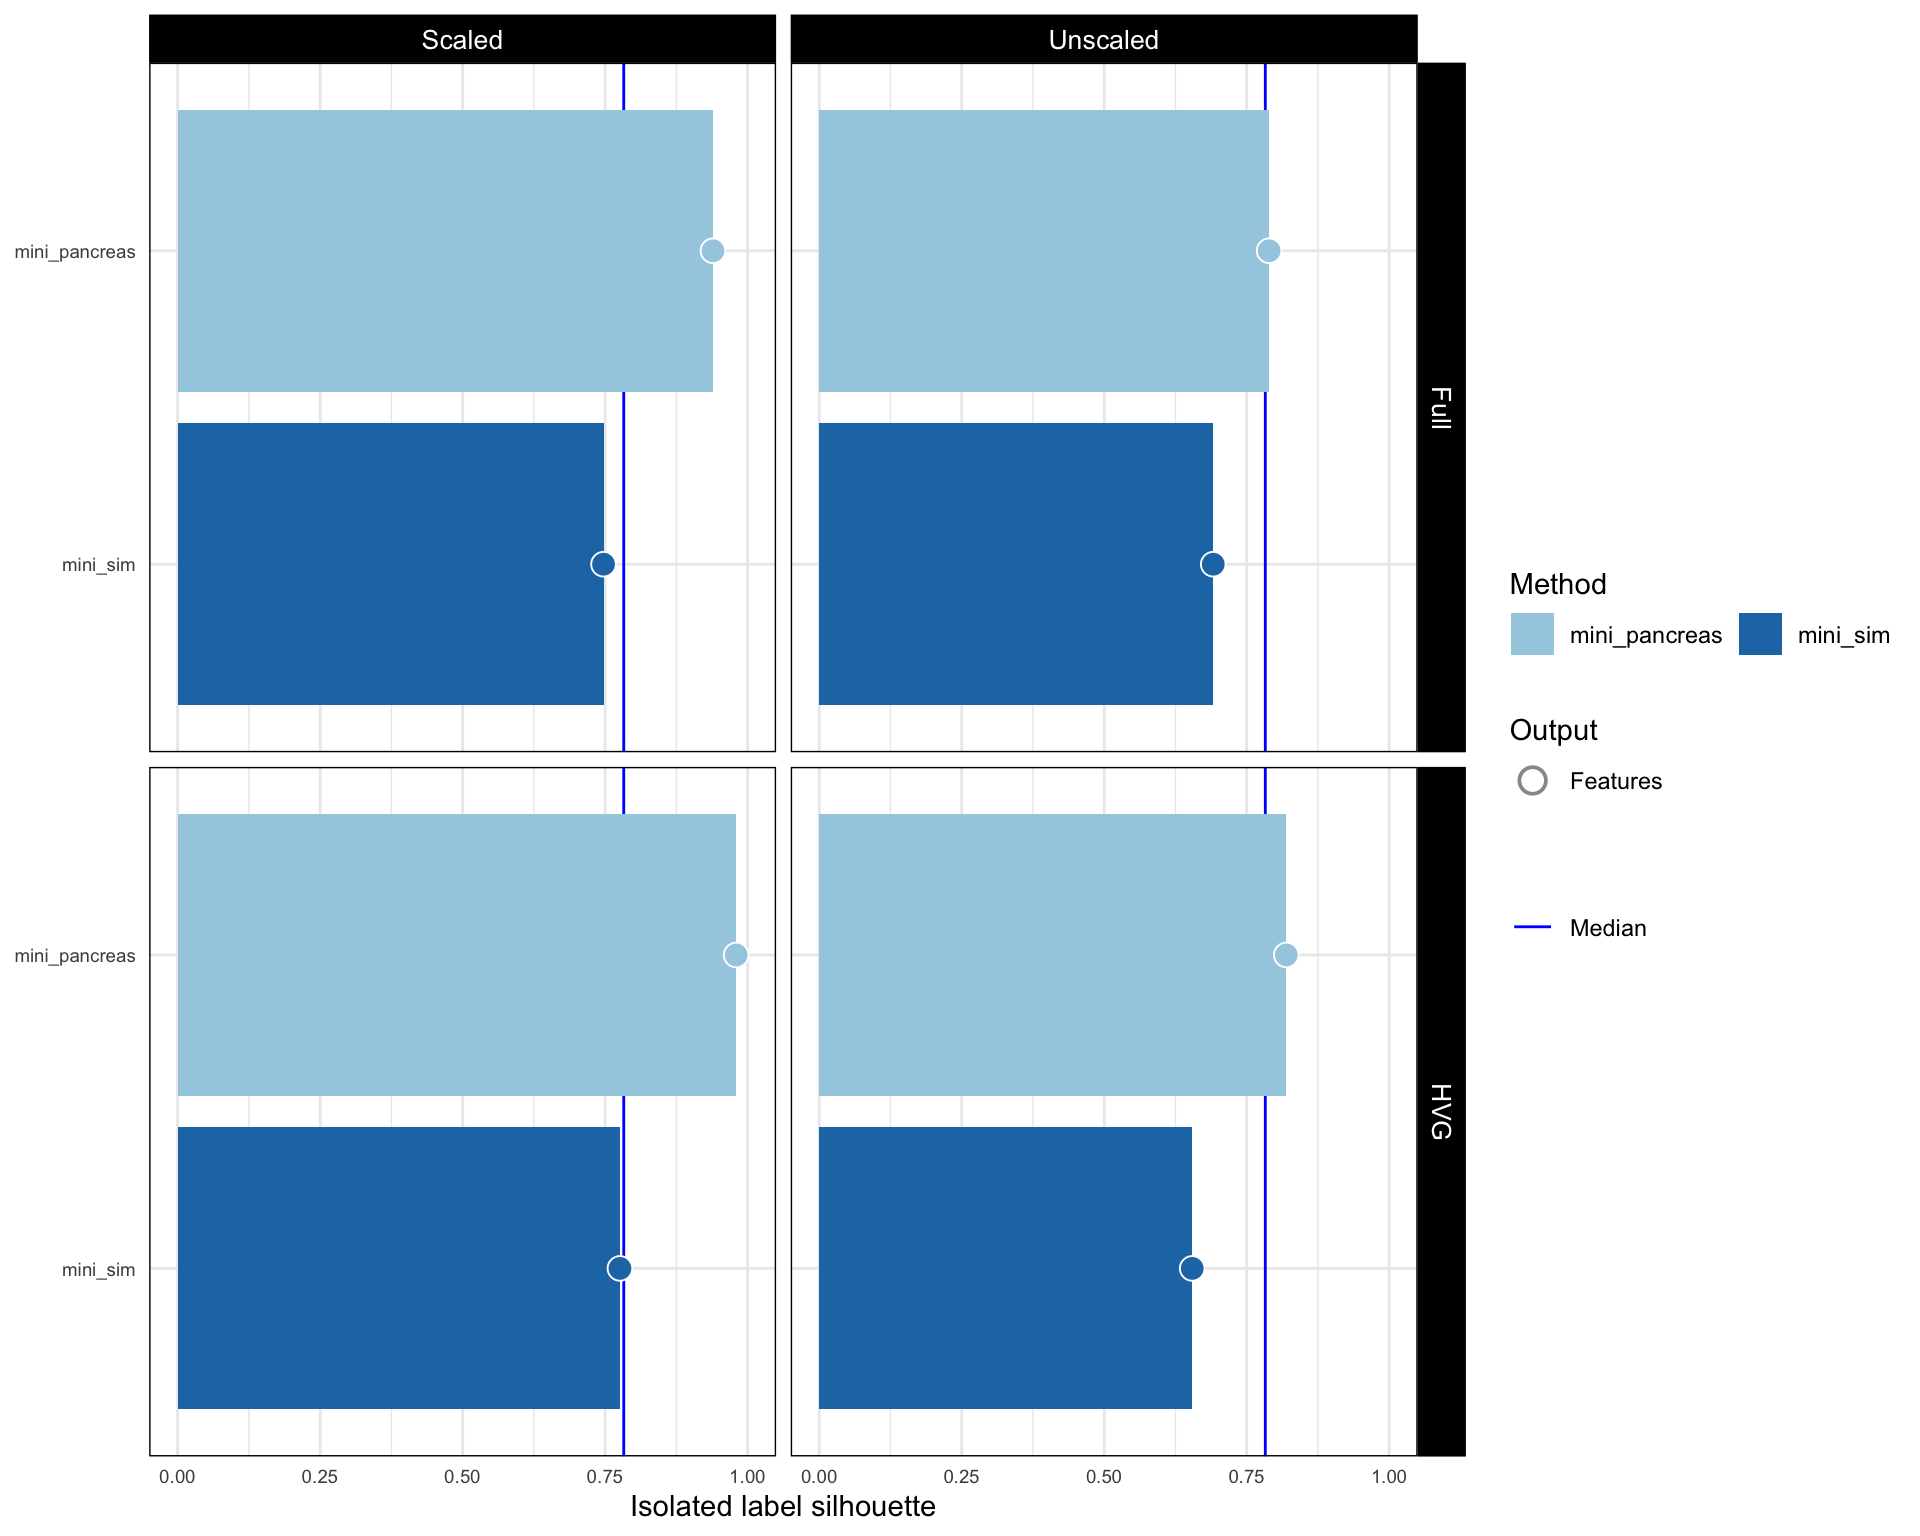 Scaled
Unscaled
mini_pancreas
mini_sim
Full
mini_pancreas
mini_sim
HVG
0.00 0.25 0.50 0.75 1.00
0.00 0.25 0.50 0.75 1.00
Isolated label silhouette
Method
mini_pancreas mini_sim
Output
Features
Median